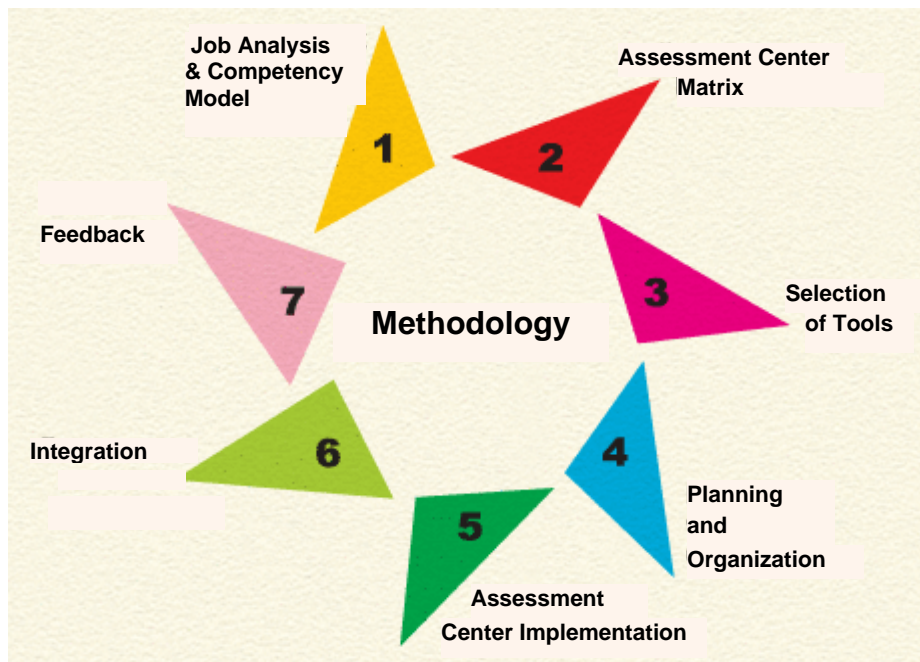 Methodology
1
Job Analysis
& Competency
Model
2
Assessment Center
Matrix
3
Selection
of Tools
4
Planning
and
Organization
5
Assessment
Center Implementation
6
Integration
7
Feedback